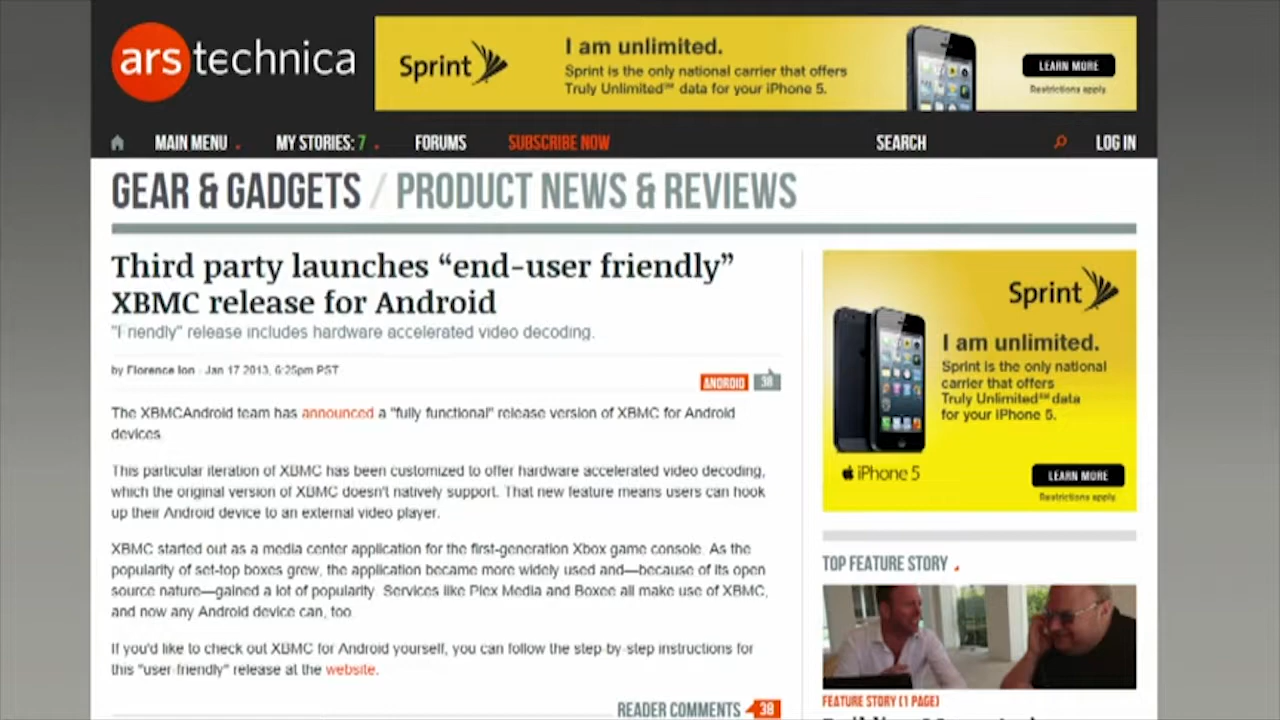 ars technica
Sprint
I am unlimited.
Sprint is the only national carrier that offers
Truly Unlimited℠ data for your iPhone 5.
LEARN MORE
Restrictions apply.
MAIN MENU
MY STORIES: 7
FORUMS
SUBSCRIBE NOW
SEARCH
LOG IN
GEAR & GADGETS / PRODUCT NEWS & REVIEWS
Third party launches “end-user friendly”
XBMC release for Android
"Friendly" release includes hardware accelerated video decoding.
by Florence Ion - Jan 17 2013, 6:25pm PST
ANDROID
38
The XBMCAndroid team has announced a "fully functional" release version of XBMC for Android
devices.
This particular iteration of XBMC has been customized to offer hardware accelerated video decoding,
which the original version of XBMC doesn't natively support. That new feature means users can hook
up their Android device to an external video player.
XBMC started out as a media center application for the first-generation Xbox game console. As the
popularity of set-top boxes grew, the application became more widely used and—because of its open
source nature—gained a lot of popularity. Services like Plex Media and Boxee all make use of XBMC,
and now any Android device can, too.
If you'd like to check out XBMC for Android yourself, you can follow the step-by-step instructions for
this "user-friendly" release at the website.
READER COMMENTS
38
Sprint
I am unlimited.
Sprint is the only national
carrier that offers
Truly Unlimited℠ data
for your iPhone 5.
iPhone 5
LEARN MORE
Restrictions apply.
TOP FEATURE STORY
FEATURE STORY (1 PAGE)